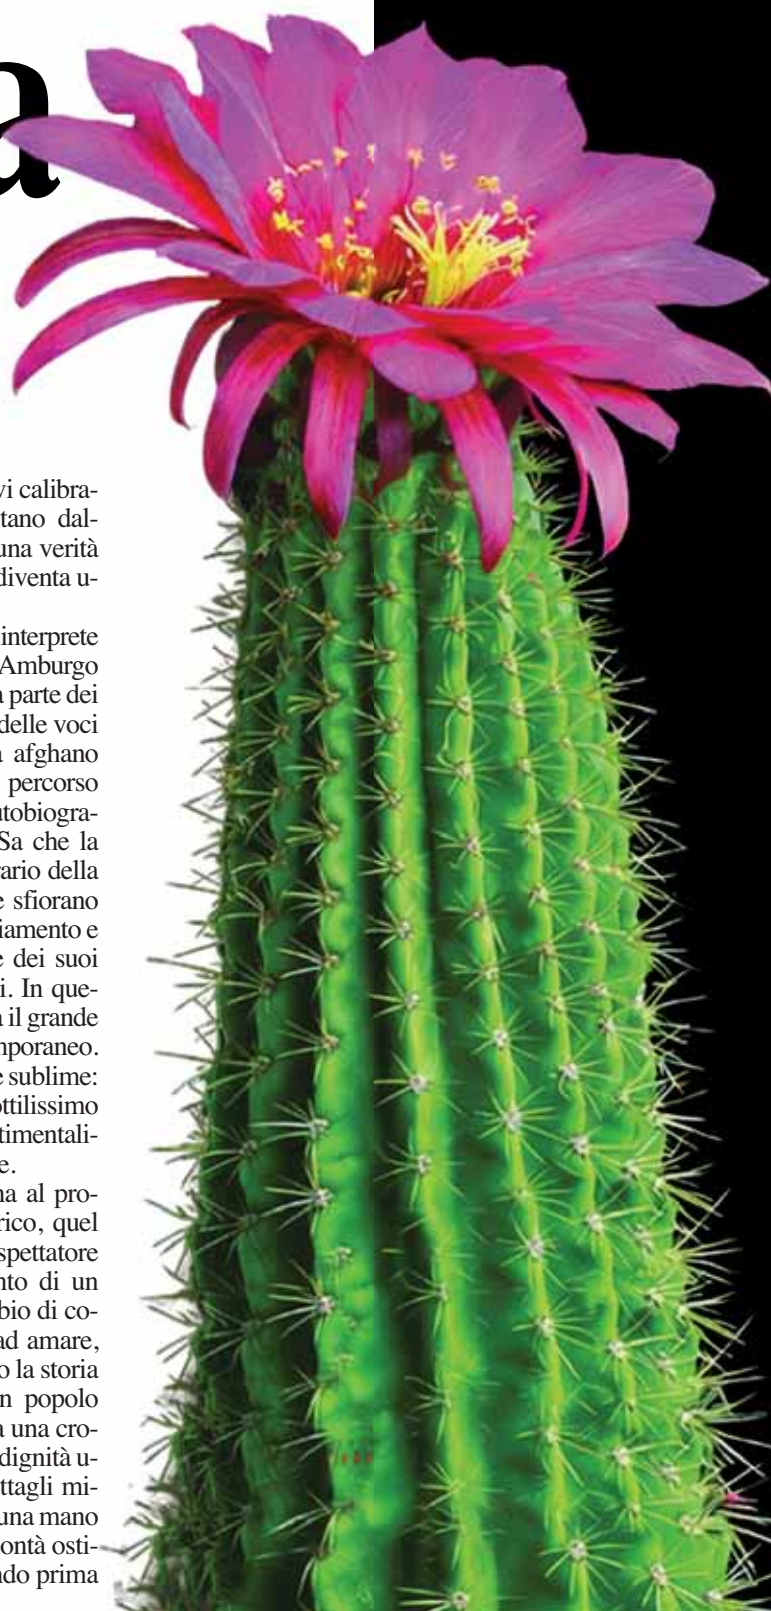 a
vi calibra-
tano dal-
una verità
diventa u-
interprete
Amburgo
a parte dei
delle voci
afghano
percorso
utobiogra-
Sa che la
ario della
e sfiorano
iamento e
e dei suoi
i. In que-
il grande
nporaneo.
e sublime:
ottilissimo
timentali-
e.
na al pro-
rico, quel
spettatore
nto di un
bio di co-
ad amare,
o la storia
n popolo
a una cro-
dignità u-
ttagli mi-
una mano
ontà osti-
ndo prima